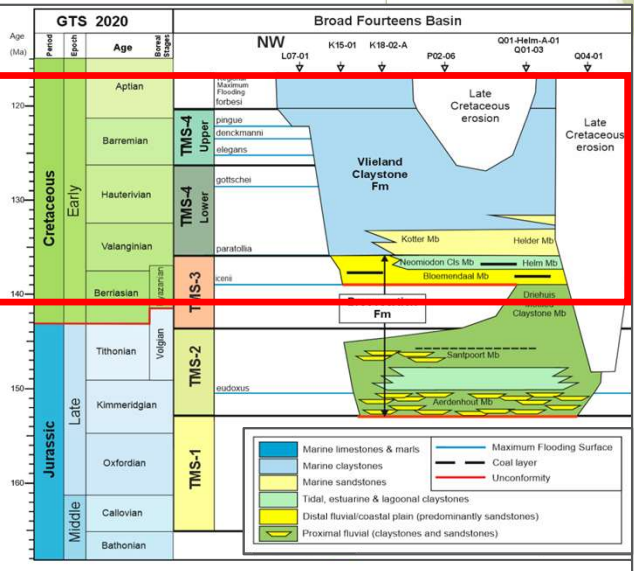 GTS 2020
Broad Fourteens Basin
Age
(Ma)
Period
Epoch
Age
Boreal
Stages
NW
L07-01
K15-01
K18-02-A
P02-06
Q01-Helm-A-01
Q01-03
Q04-01
120
130
140
150
160
Cretaceous
Early
Jurassic
Late
Middle
Aptian
Barremian
Hauterivian
Valanginian
Berriasian
Tithonian
Kimmeridgian
Oxfordian
Callovian
Bathonian
Volgian
TMS-4
Upper
TMS-4
Lower
TMS-3
TMS-2
TMS-1
Maximum
Flooding
forbesi
pingue
denckmanni
elegans
gottschei
paratollia
icenii
eudoxus
Late
Cretaceous
erosion
Late
Cretaceous
erosion
Vlieland
Claystone
Fm
Kotter Mb
Helder Mb
Neomiodon Cls Mb
Helm Mb
Bloemendaal Mb
Driehuis
Claystone Mb
Fm
Santpoort Mb
Aerdenhout Mb
Marine limestones & marls
Marine claystones
Marine sandstones
Tidal, estuarine & lagoonal claystones
Distal fluvial/coastal plain (predominantly sandstones)
Proximal fluvial (claystones and sandstones)
Maximum Flooding Surface
Coal layer
Unconformity